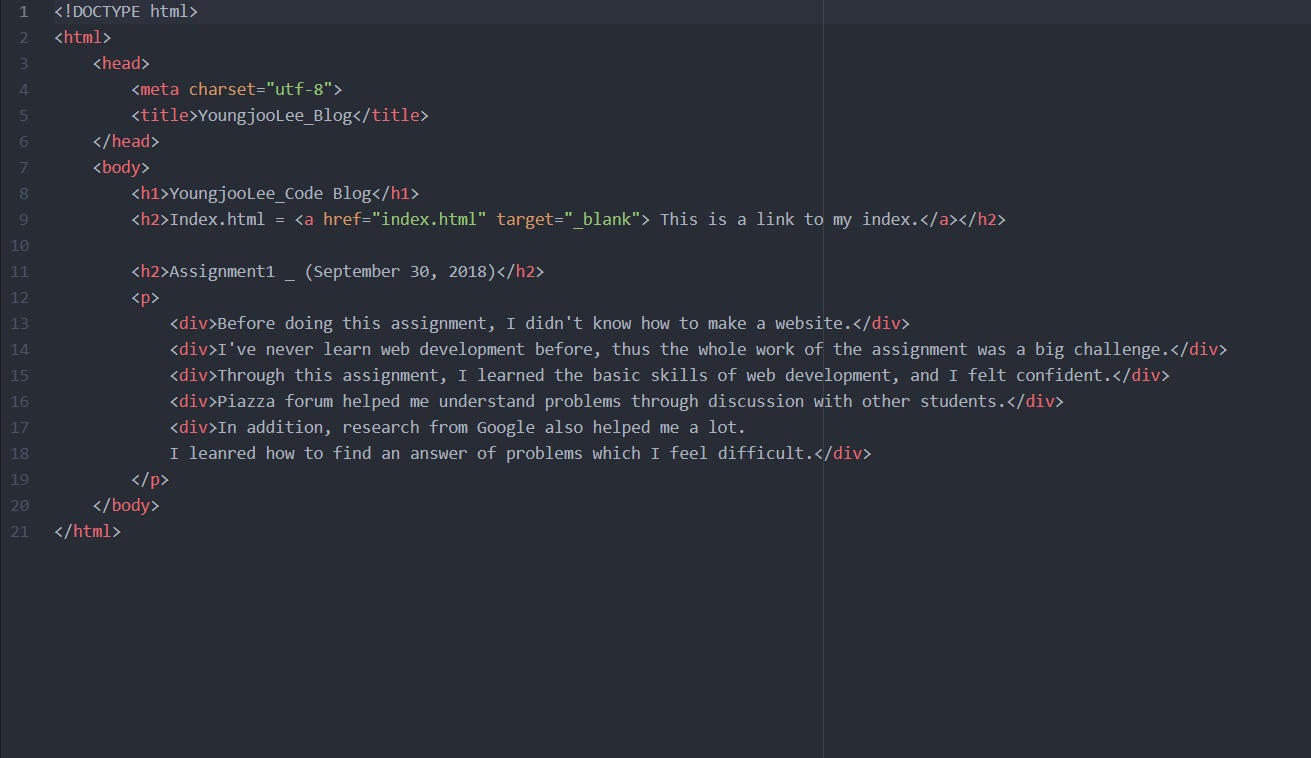 1 <!DOCTYPE html>
2 <html>
3 <head>
4 <meta charset="utf-8">
5 <title>YoungjooLee_Blog</title>
6 </head>
7 <body>
8 <h1>YoungjooLee_Code Blog</h1>
9 <h2>Index.html = <a href="index.html" target="_blank"> This is a link to my index.</a></h2>
10
11 <h2>Assignment1 _ (September 30, 2018)</h2>
12 <p>
13 <div>Before doing this assignment, I didn't know how to make a website.</div>
14 <div>I've never learn web development before, thus the whole work of the assignment was a big challenge.</div>
15 <div>Through this assignment, I learned the basic skills of web development, and I felt confident.</div>
16 <div>Piazza forum helped me understand problems through discussion with other students.</div>
17 <div>In addition, research from Google also helped me a lot.
18 I leanred how to find an answer of problems which I feel difficult.</div>
19 </p>
20 </body>
21 </html>